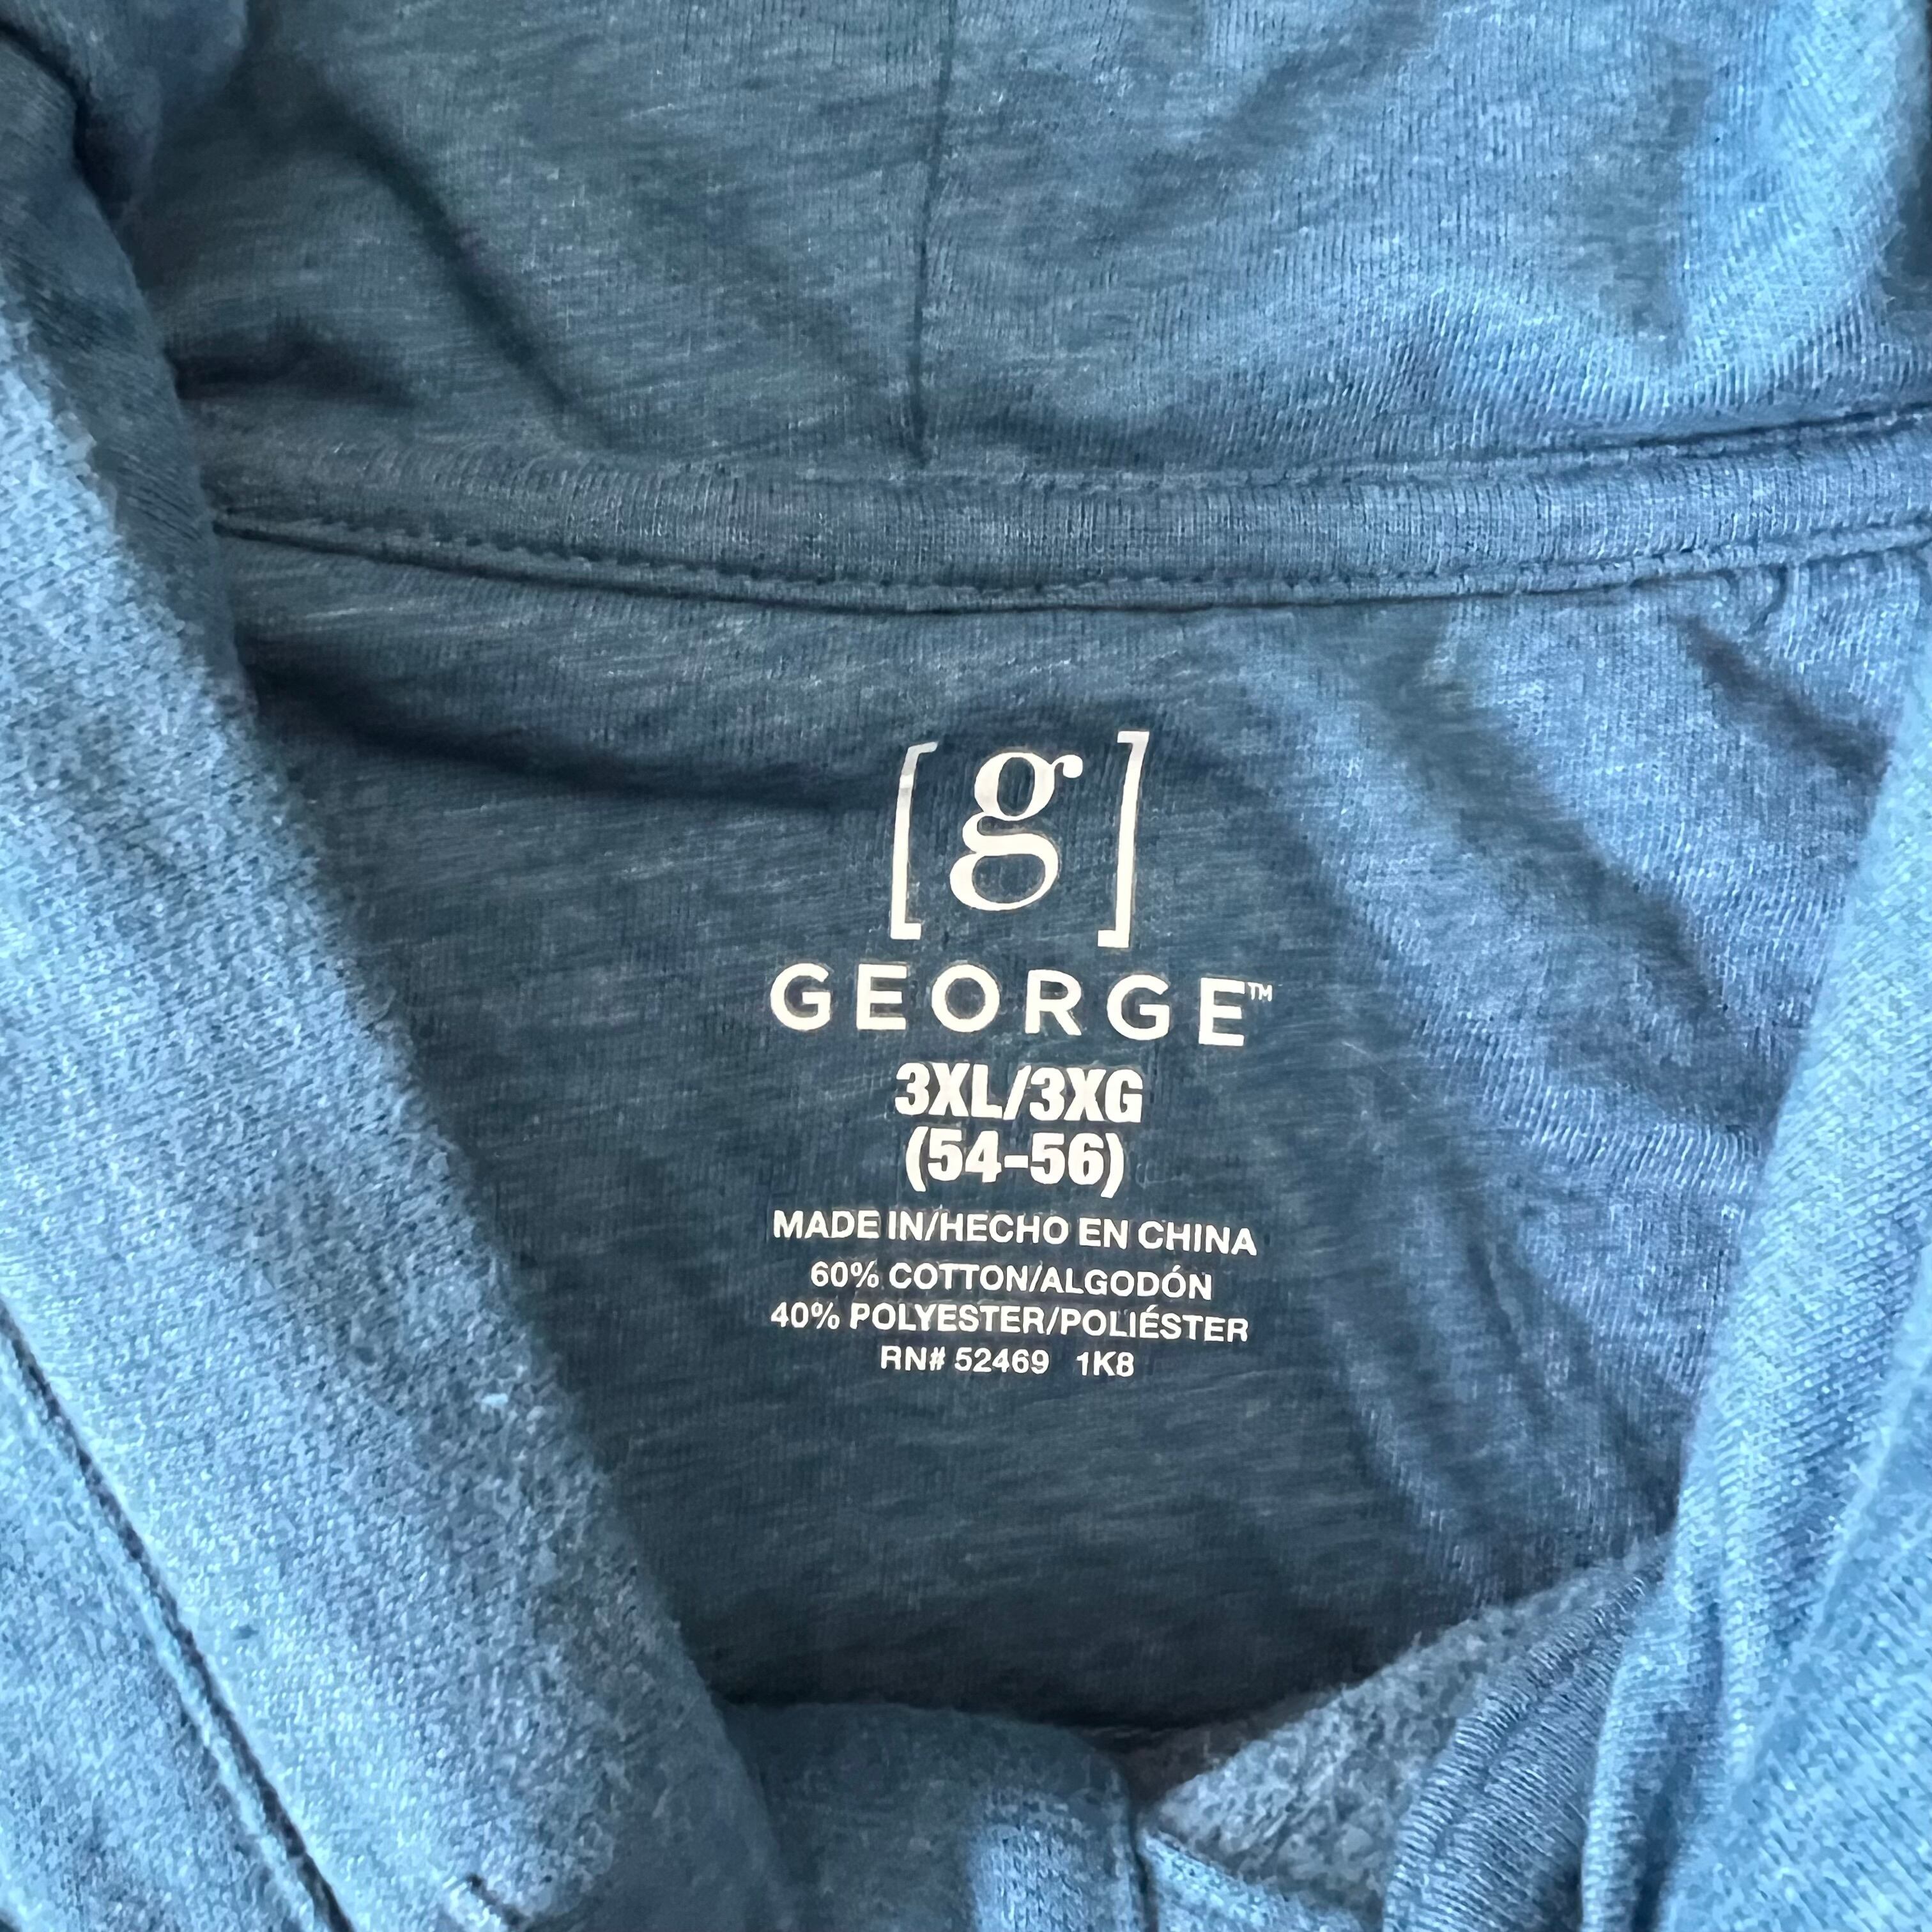 [g]
GEORGE™
3XL/3XG
(54-56)
MADE IN/HECHO EN CHINA
60% COTTON/ALGODÓN
40% POLYESTER/POLIÉSTER
RN# 52469 1K8